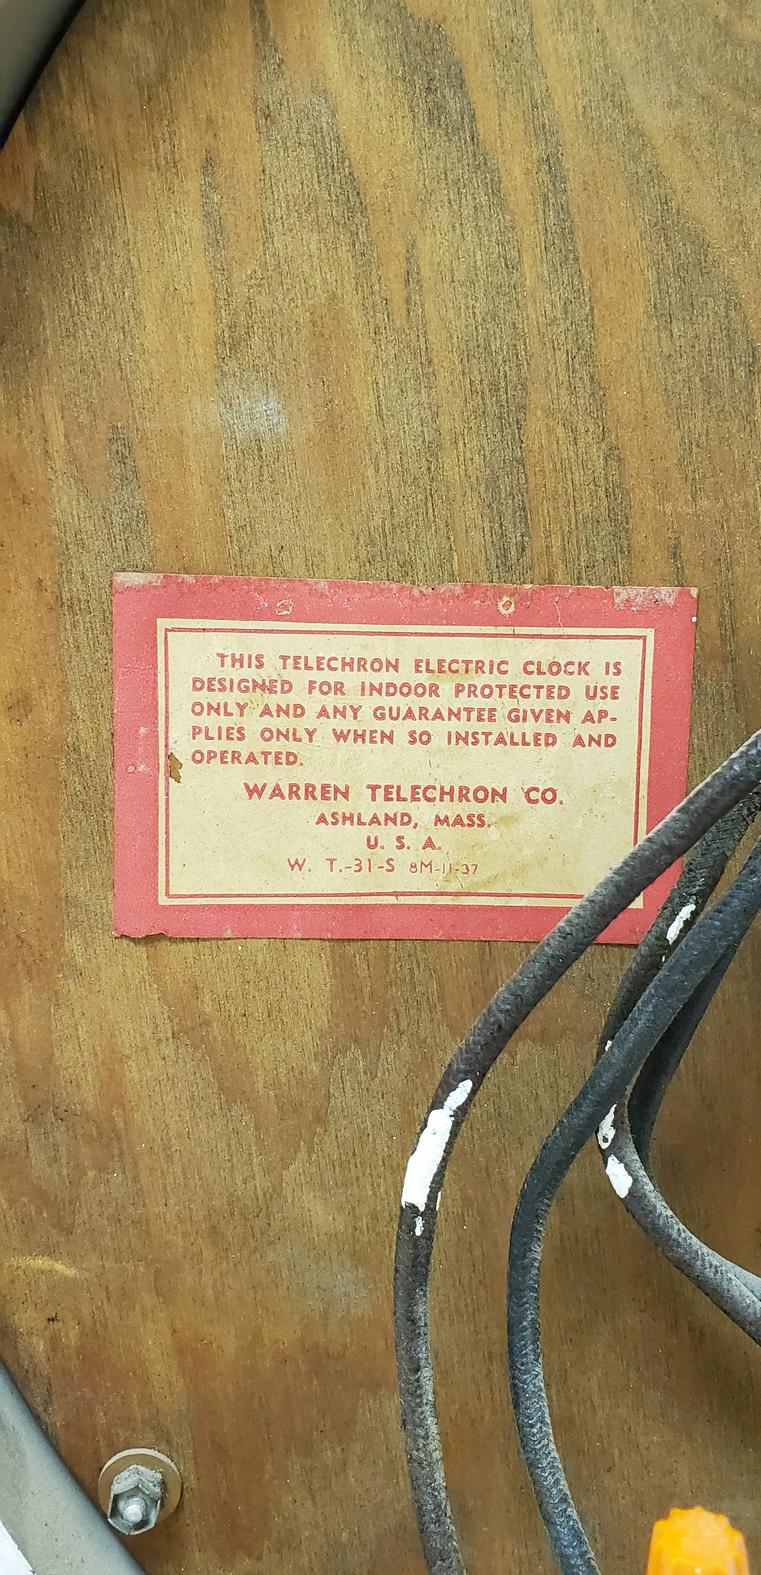 THIS TELECHRON ELECTRIC CLOCK IS
DESIGNED FOR INDOOR PROTECTED USE
ONLY AND ANY GUARANTEE GIVEN AP-
PLIES ONLY WHEN SO INSTALLED AND
OPERATED.
WARREN TELECHRON CO.
ASHLAND, MASS.
U. S. A.
W. T.-31-S 8M-11-37